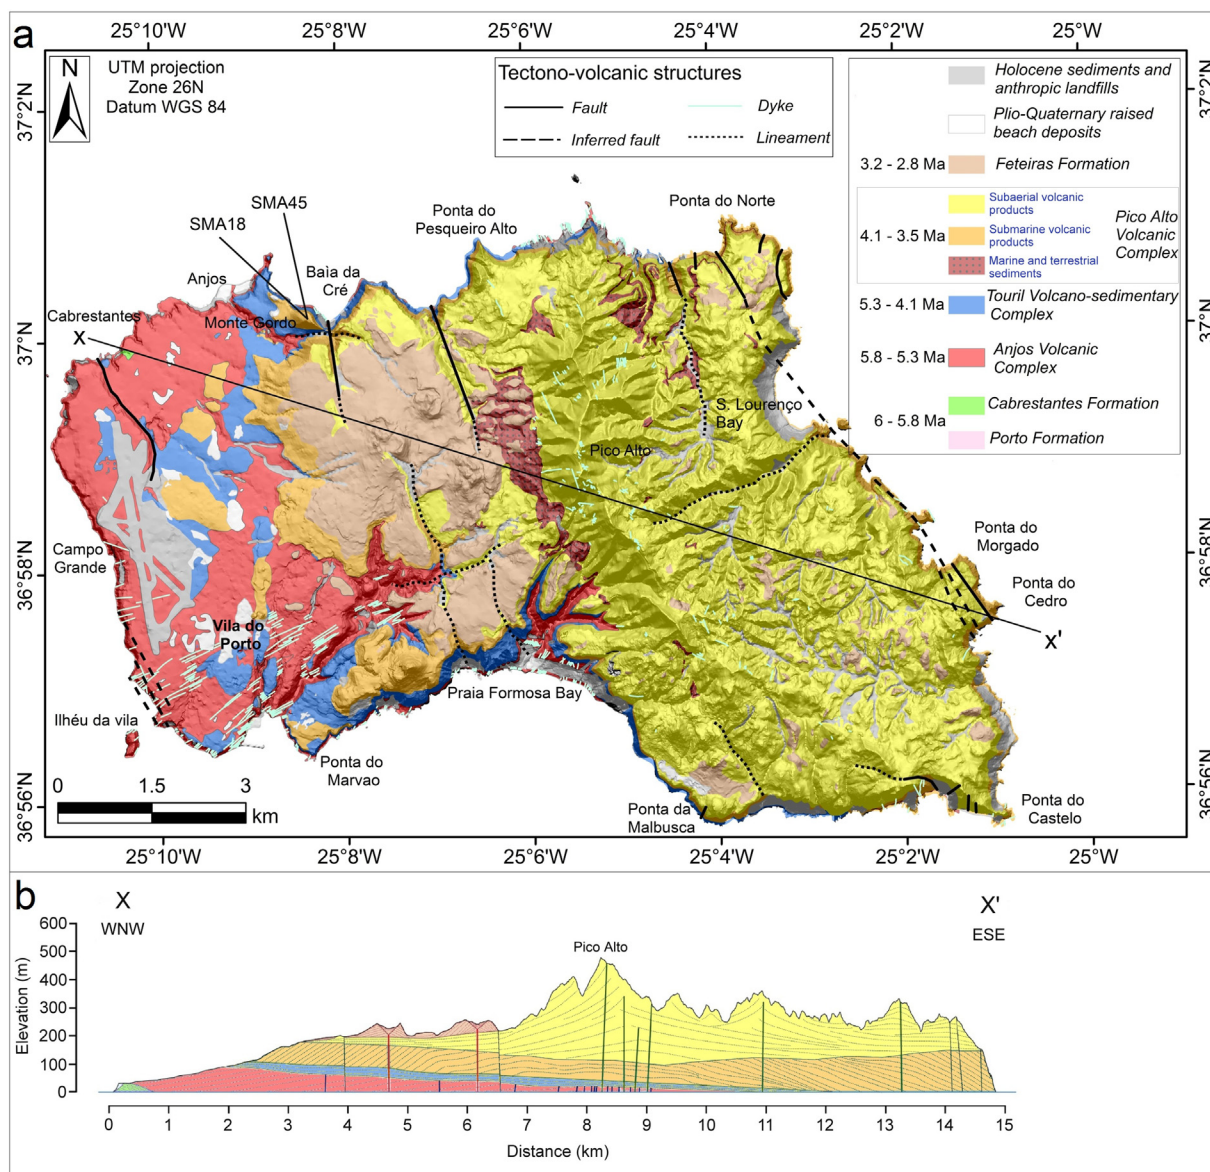 a
25°10'W 25°8'W 25°6'W 25°4'W 25°2'W 25°W
37°2'N
37°2'N
N
UTM projection
Zone 26N
Datum WGS 84
Tectono-volcanic structures
Fault
Dyke
Inferred fault
Lineament
Holocene sediments and
anthropic landfills
Plio-Quaternary raised
beach deposits
3.2 - 2.8 Ma Feteiras Formation
Subaerial volcanic
products
4.1 - 3.5 Ma
Submarine volcanic
products
Pico Alto
Volcanic
Complex
Marine and terrestrial
sediments
5.3 - 4.1 Ma Touril Volcano-sedimentary
Complex
5.8 - 5.3 Ma Anjos Volcanic
Complex
6 - 5.8 Ma
Cabrestantes Formation
Porto Formation
SMA45
SMA18
Ponta do
Pesqueiro Alto
Ponta do Norte
Baìa da
Cré
Anjos
Cabrestantes
X
Monte Gordo
37°N
37°N
S. Lourenço
Bay
Pico Alto
Ponta do
Morgado
Campo
Grande
36°58'N
36°58'N
Ponta do
Cedro
Vila do
Porto
X'
Praia Formosa Bay
Ilhéu da vila
Ponta do
Marvao
0 1.5 3
km
Ponta da
Malbusca
Ponta do
Castelo
36°56'N
36°56'N
25°10'W 25°8'W 25°6'W 25°4'W 25°2'W 25°W
b
X
WNW
X'
ESE
Pico Alto
Elevation (m)
600
500
400
300
200
100
0
0 1 2 3 4 5 6 7 8 9 10 11 12 13 14 15
Distance (km)